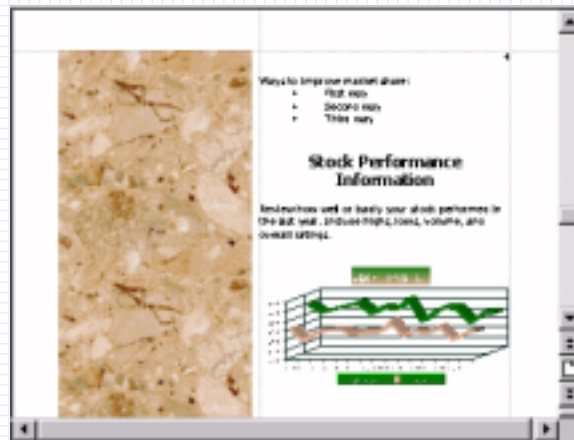 Ways to improve market share:
• First way
• Second way
• Third way
Stock Performance
Information
Review how well or badly your stock performed in
the last year. Include highs, lows, volume, and
overall ratings.